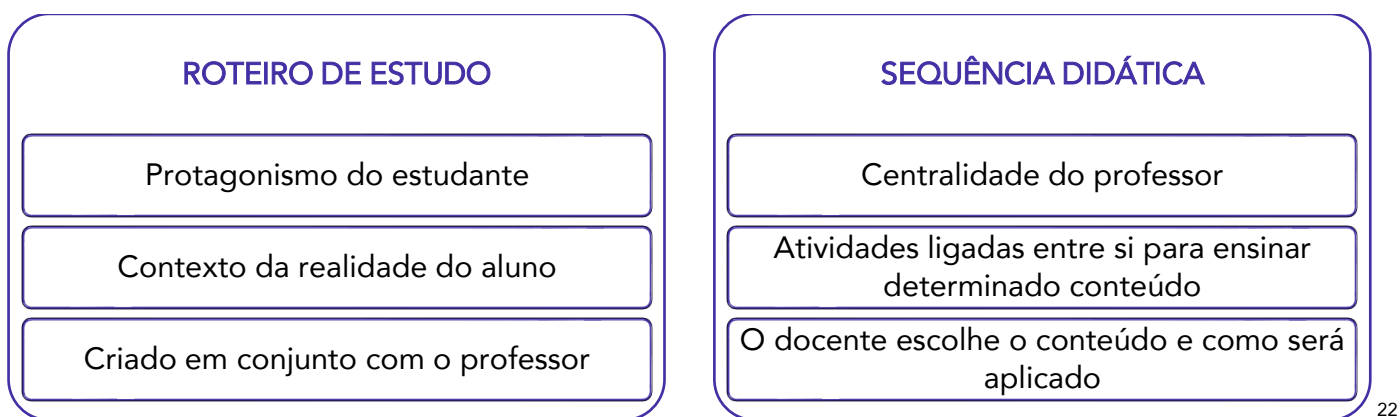 ROTEIRO DE ESTUDO
Protagonismo do estudante
Contexto da realidade do aluno
Criado em conjunto com o professor
SEQUÊNCIA DIDÁTICA
Centralidade do professor
Atividades ligadas entre si para ensinar
determinado conteúdo
O docente escolhe o conteúdo e como será
aplicado
22